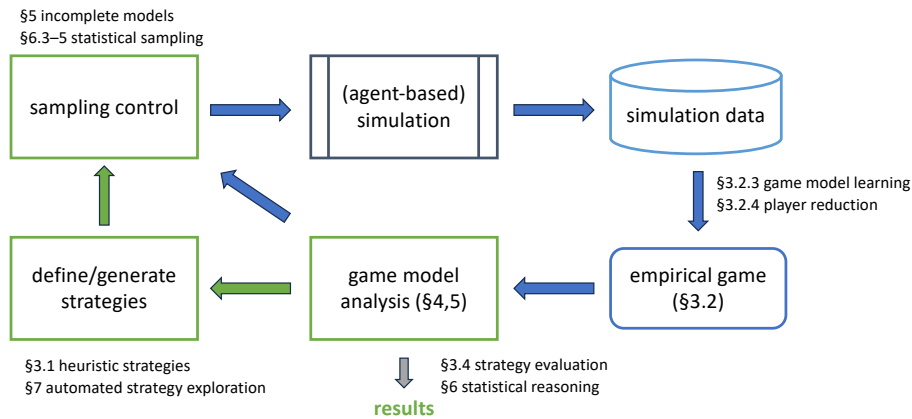 §5 incomplete models
§6.3–5 statistical sampling
sampling control
(agent-based)
simulation
simulation data
§3.2.3 game model learning
§3.2.4 player reduction
define/generate
strategies
game model
analysis (§4,5)
empirical game
(§3.2)
§3.1 heuristic strategies
§7 automated strategy exploration
§3.4 strategy evaluation
§6 statistical reasoning
results